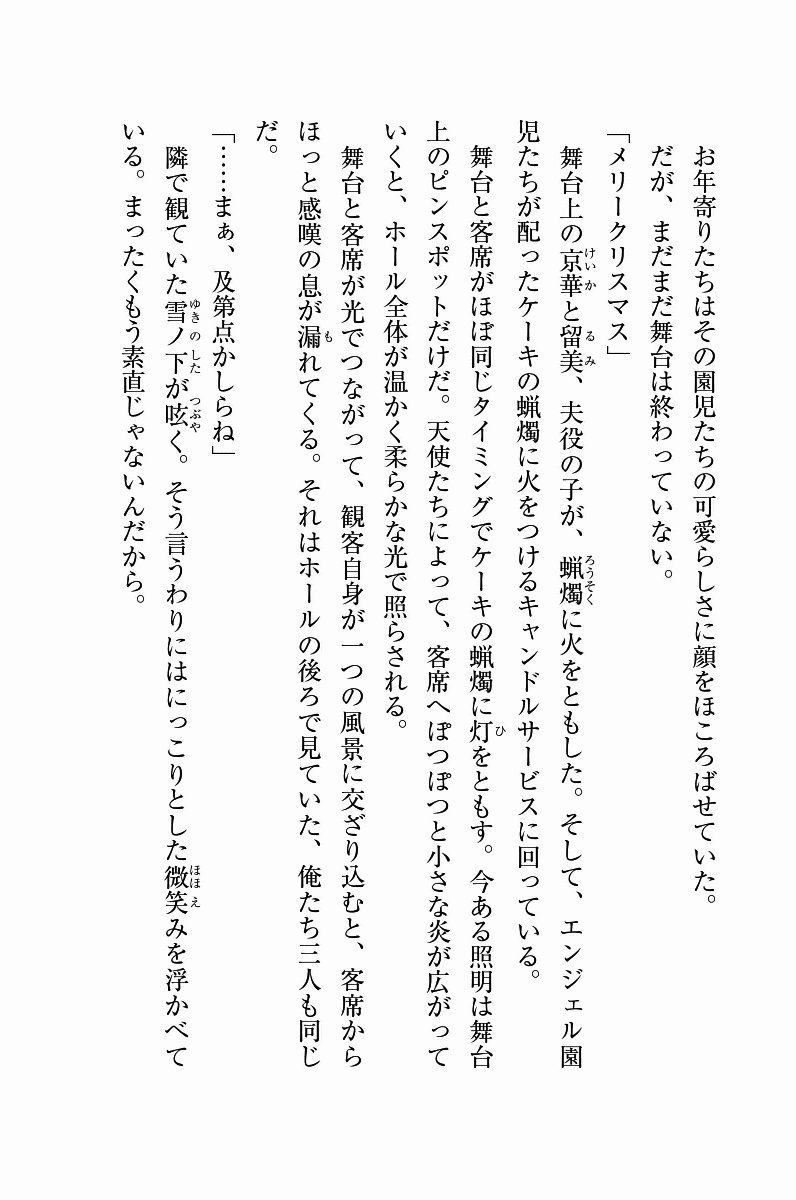 お年寄りたちはその園児たちの可愛らしさに顔をほころばせていた。
　だが、まだまだ舞台は終わっていない。
「メリークリスマス」
　舞台上の京華と留美、夫役の子が、蝋燭に火をともした。そして、エンジェル園
児たちが配ったケーキの蝋燭に火をつけるキャンドルサービスに回っている。
　舞台と客席がほぼ同じタイミングでケーキの蝋燭に灯をともす。今ある照明は舞台
上のピンスポットだけだ。天使たちによって、客席へぽつぽつと小さな炎が広がって
いくと、ホール全体が温かく柔らかな光で照らされる。
　舞台と客席が光でつながって、観客自身が一つの風景に交ざり込むと、客席から
ほっと感嘆の息が漏れてくる。それはホールの後ろで見ていた、俺たち三人も同じ
だ。
「……まぁ、及第点かしらね」
　隣で観ていた雪ノ下が呟く。そう言うわりにはにっこりとした微笑みを浮かべて
いる。まったくもう素直じゃないんだから。